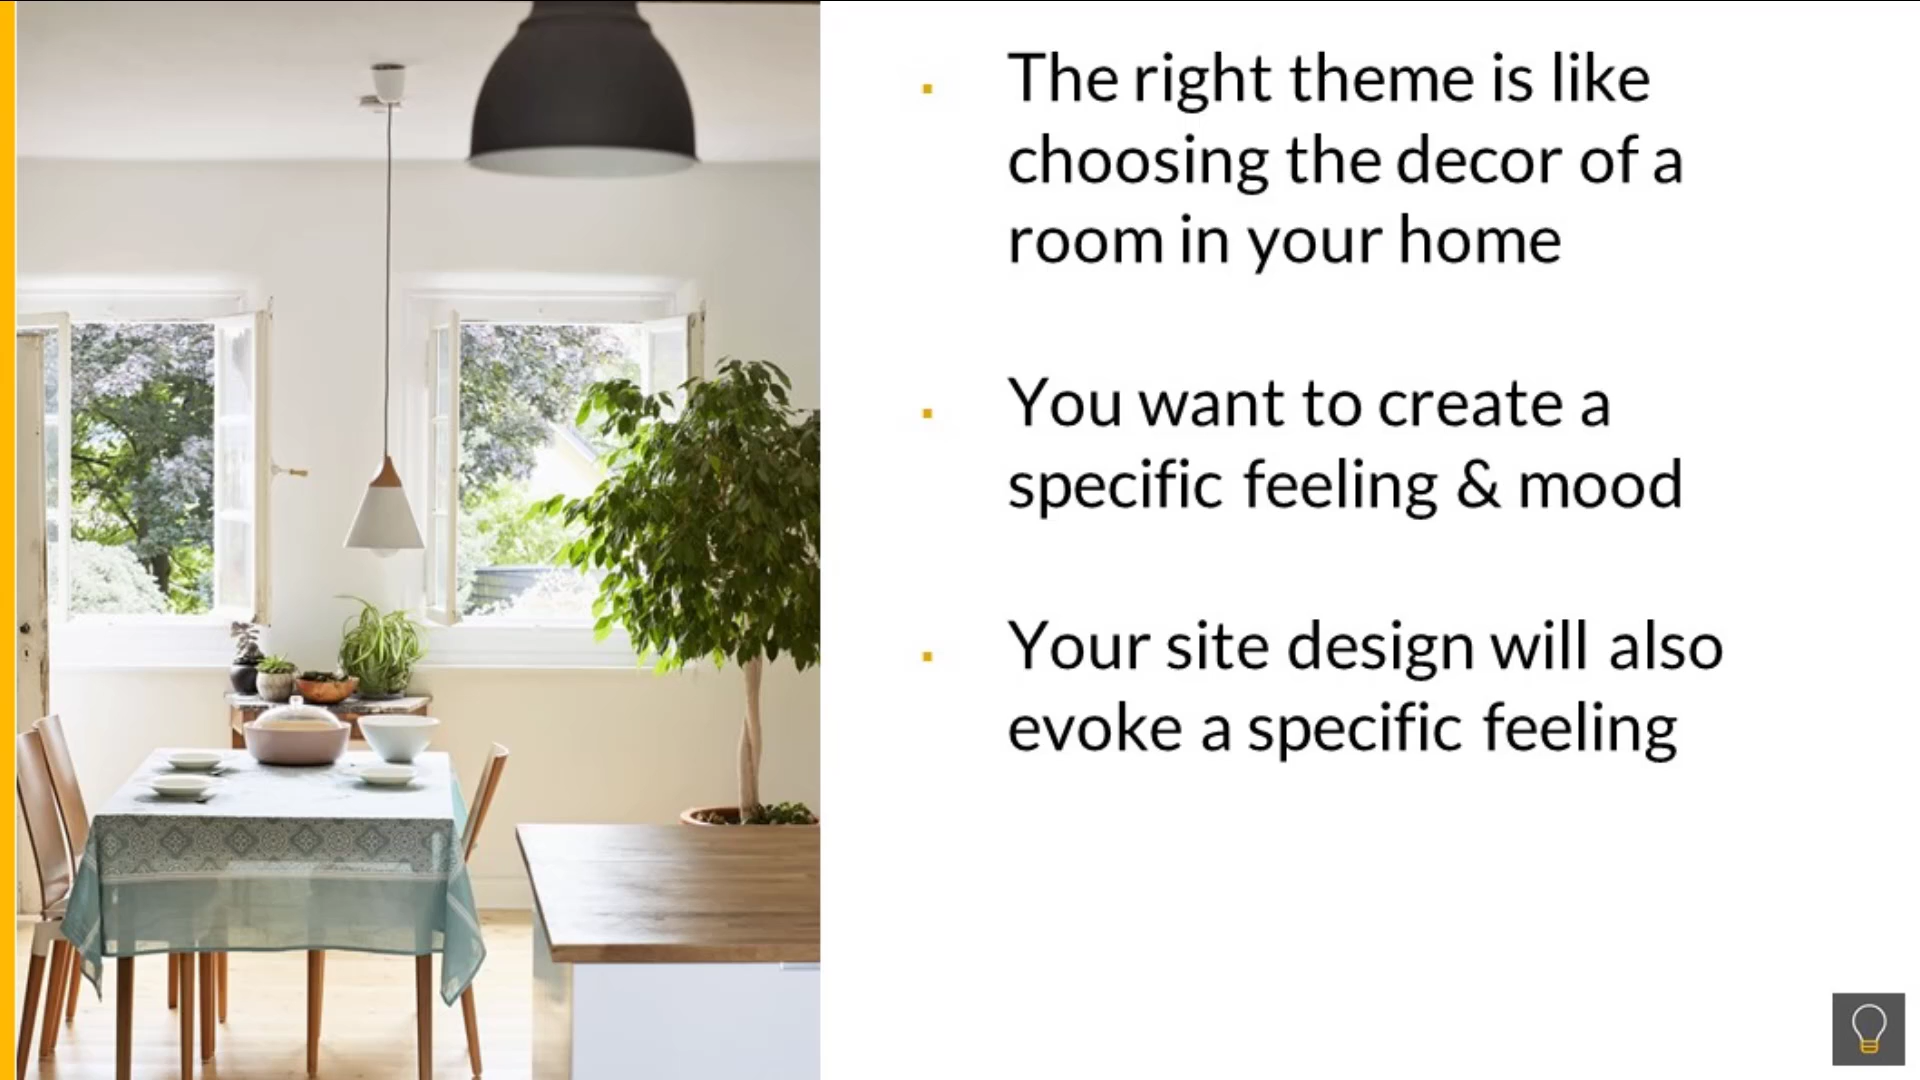 The right theme is like
choosing the decor of a
room in your home
You want to create a
specific feeling & mood
Your site design will also
evoke a specific feeling